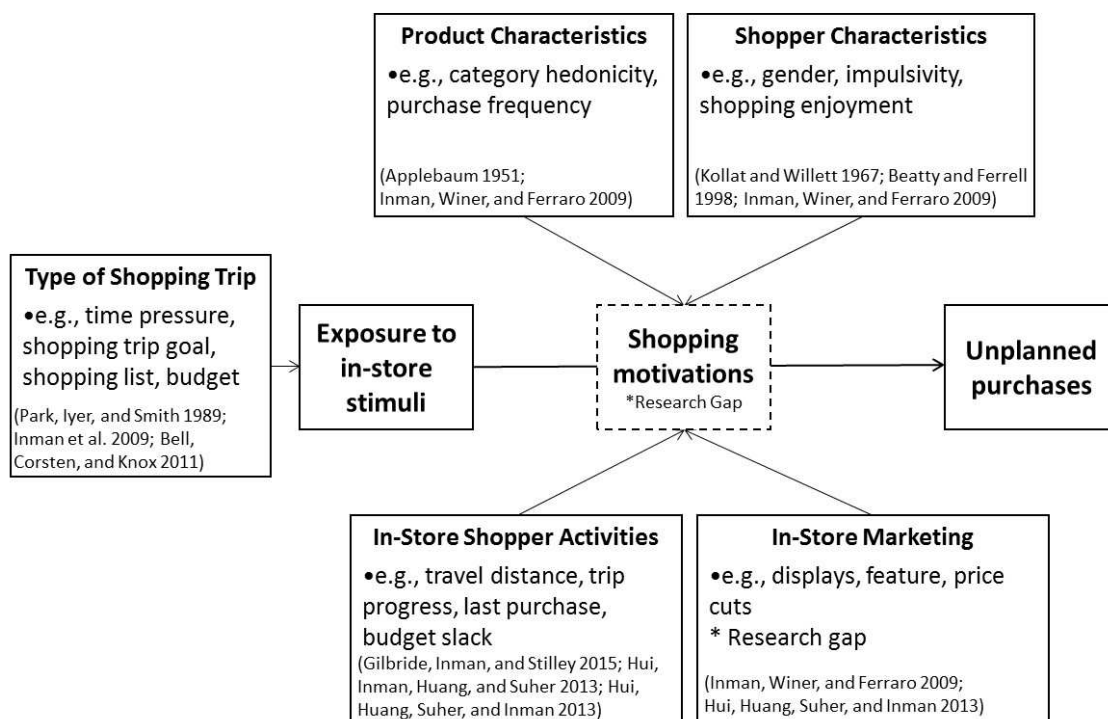 Product Characteristics
•e.g., category hedonicity,
purchase frequency
(Applebaum 1951;
Inman, Winer, and Ferraro 2009)
Shopper Characteristics
•e.g., gender, impulsivity,
shopping enjoyment
(Kollat and Willett 1967; Beatty and Ferrell
1998; Inman, Winer, and Ferraro 2009)
Type of Shopping Trip
•e.g., time pressure,
shopping trip goal,
shopping list, budget
(Park, Iyer, and Smith 1989;
Inman et al. 2009; Bell,
Corsten, and Knox 2011)
Exposure to
in-store
stimuli
Shopping
motivations
*Research Gap
Unplanned
purchases
In-Store Shopper Activities
•e.g., travel distance, trip
progress, last purchase,
budget slack
(Gilbride, Inman, and Stilley 2015; Hui,
Inman, Huang, and Suher 2013; Hui,
Huang, Suher, and Inman 2013)
In-Store Marketing
•e.g., displays, feature, price
cuts
* Research gap
(Inman, Winer, and Ferraro 2009;
Hui, Huang, Suher, and Inman 2013)